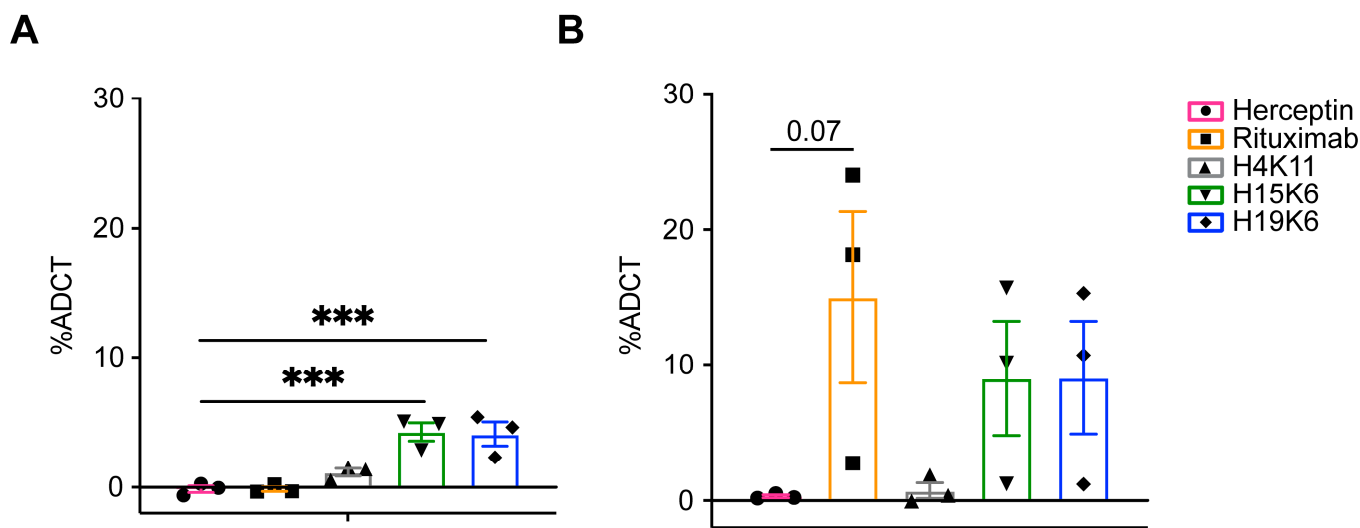 A
B
30
20
10
0
%ADCT
***
***
30
20
10
0
%ADCT
0.07
Herceptin
Rituximab
H4K11
H15K6
H19K6